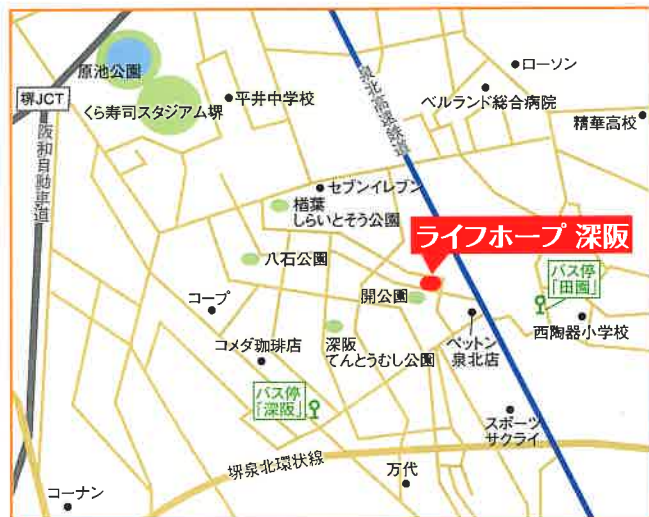 原池公園
くら寿司スタジアム堺
堺JCT
阪和自動車道
平井中学校
泉北高速鉄道
ローソン
ベルランド総合病院
精華高校
セブンイレブン
楢葉
しらいとそう公園
ライフホープ 深阪
八石公園
開公園
バス停
「田園」
西陶器小学校
コープ
コメダ珈琲店
深阪
てんとうむし公園
ペットン
泉北店
バス停
「深阪」
スポーツ
サクライ
堺泉北環状線
万代
コーナン